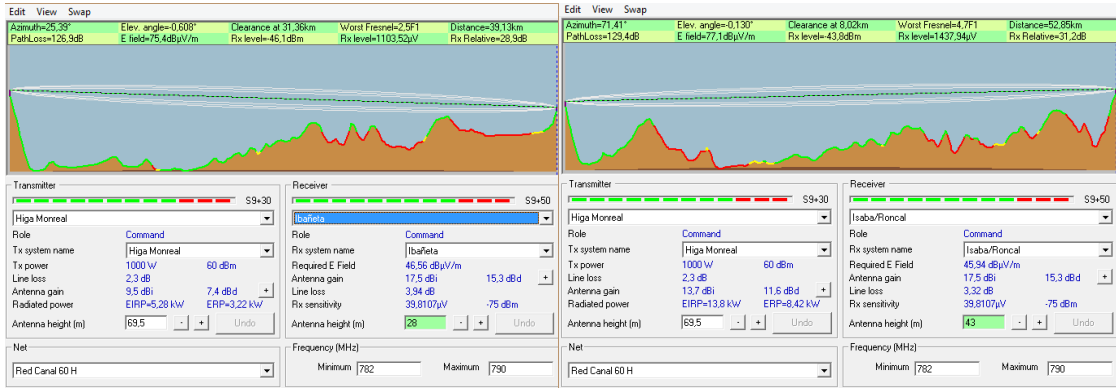 Edit View Swap
Azimuth=25,39° Elev. angle=-0,608° Clearance at 31,36km Worst Fresnel=2,5F1 Distance=39,13km
PathLoss=126,9dB E field=75,4dBµV/m Rx level=-46,1dBm Rx level=1103,52µV Rx Relative=28,9dB
Transmitter
S9+30
Higa Monreal
Role Command
Tx system name Higa Monreal
Tx power 1000 W 60 dBm
Line loss 2,3 dB
Antenna gain 9,5 dBi 7,4 dBd +
Radiated power EIRP=5,28 kW ERP=3,22 kW
Antenna height (m) 69,5 - + Undo
Net
Red Canal 60 H
Receiver
S9+50
Ibañeta
Role Command
Rx system name Ibañeta
Required E Field 46,56 dBµV/m
Antenna gain 17,5 dBi 15,3 dBd +
Line loss 3,94 dB
Rx sensitivity 39,8107µV -75 dBm
Antenna height (m) 28 - + Undo
Frequency (MHz)
Minimum 782 Maximum 790
Edit View Swap
Azimuth=71,41° Elev. angle=-0,130° Clearance at 8,02km Worst Fresnel=4,7F1 Distance=52,85km
PathLoss=129,4dB E field=77,1dBµV/m Rx level=-43,8dBm Rx level=1437,94µV Rx Relative=31,2dB
Transmitter
S9+30
Higa Monreal
Role Command
Tx system name Higa Monreal
Tx power 1000 W 60 dBm
Line loss 2,3 dB
Antenna gain 13,7 dBi 11,6 dBd +
Radiated power EIRP=13,8 kW ERP=8,42 kW
Antenna height (m) 69,5 - + Undo
Net
Red Canal 60 H
Receiver
S9+50
Isaba/Roncal
Role Command
Rx system name Isaba/Roncal
Required E Field 45,94 dBµV/m
Antenna gain 17,5 dBi 15,3 dBd +
Line loss 3,32 dB
Rx sensitivity 39,8107µV -75 dBm
Antenna height (m) 43 - + Undo
Frequency (MHz)
Minimum 782 Maximum 790